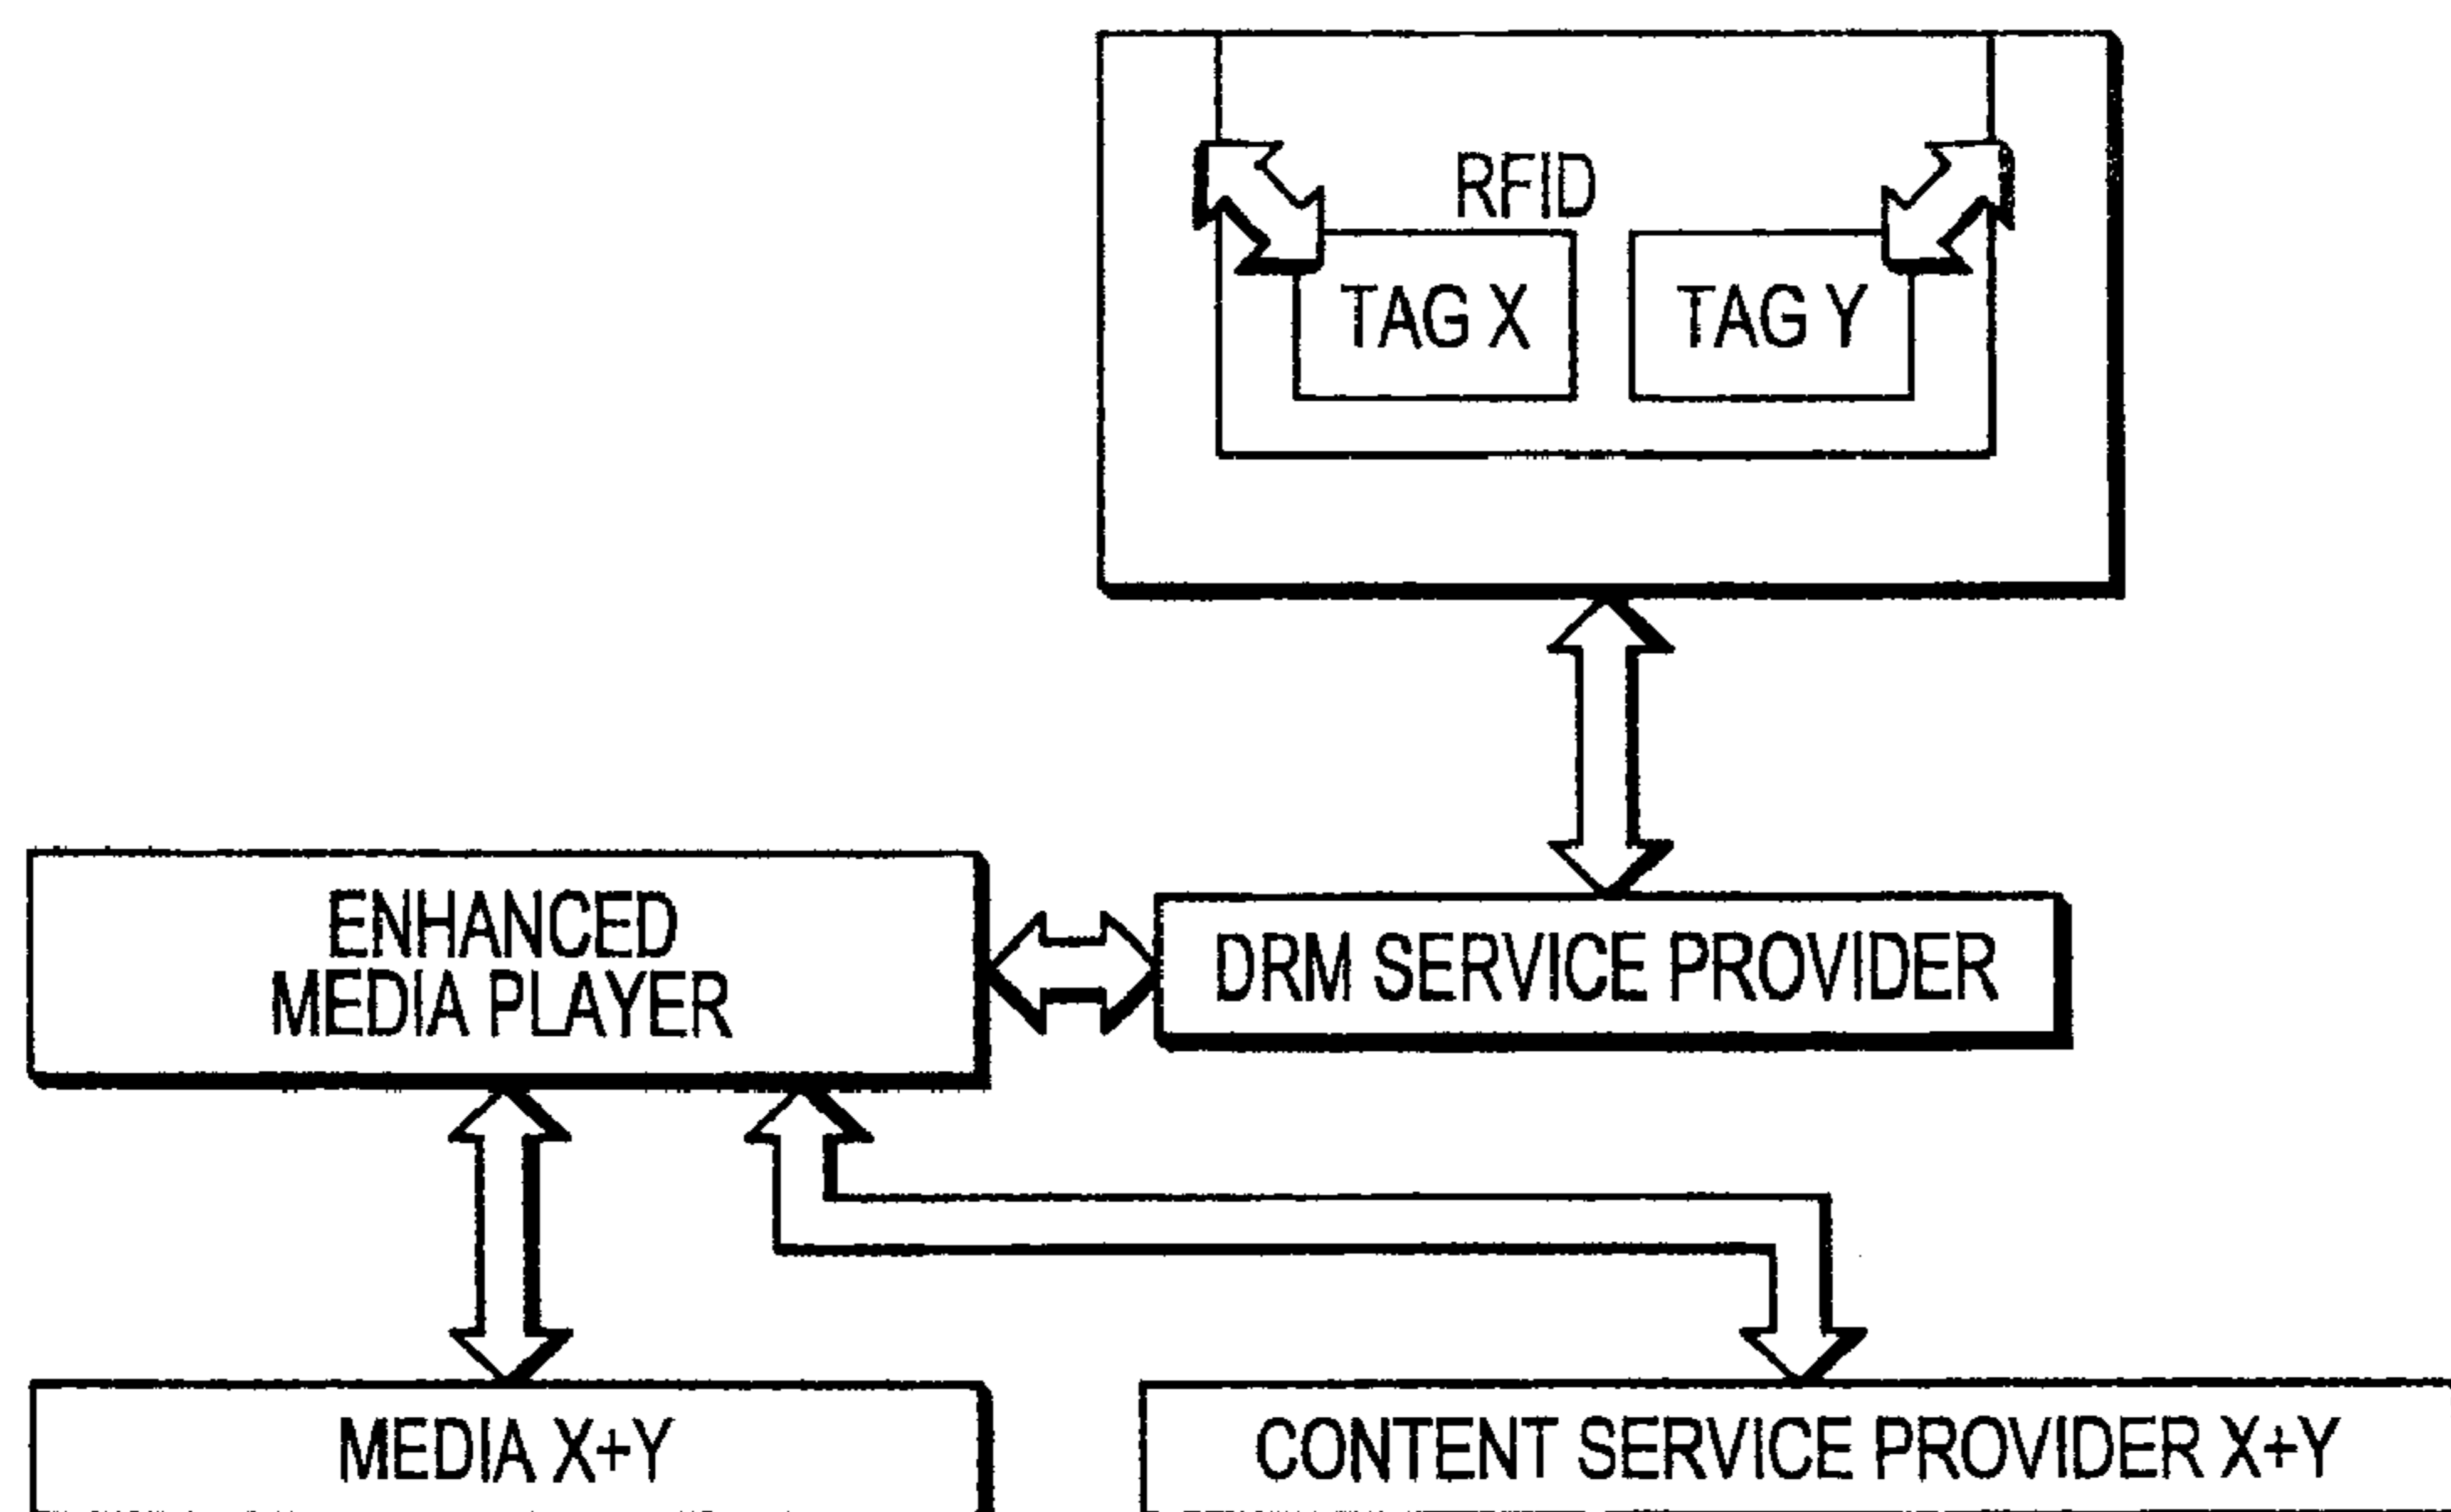 RFID
TAG X
TAG Y
ENHANCED
MEDIA PLAYER
DRM SERVICE PROVIDER
MEDIA X+Y
CONTENT SERVICE PROVIDER X+Y